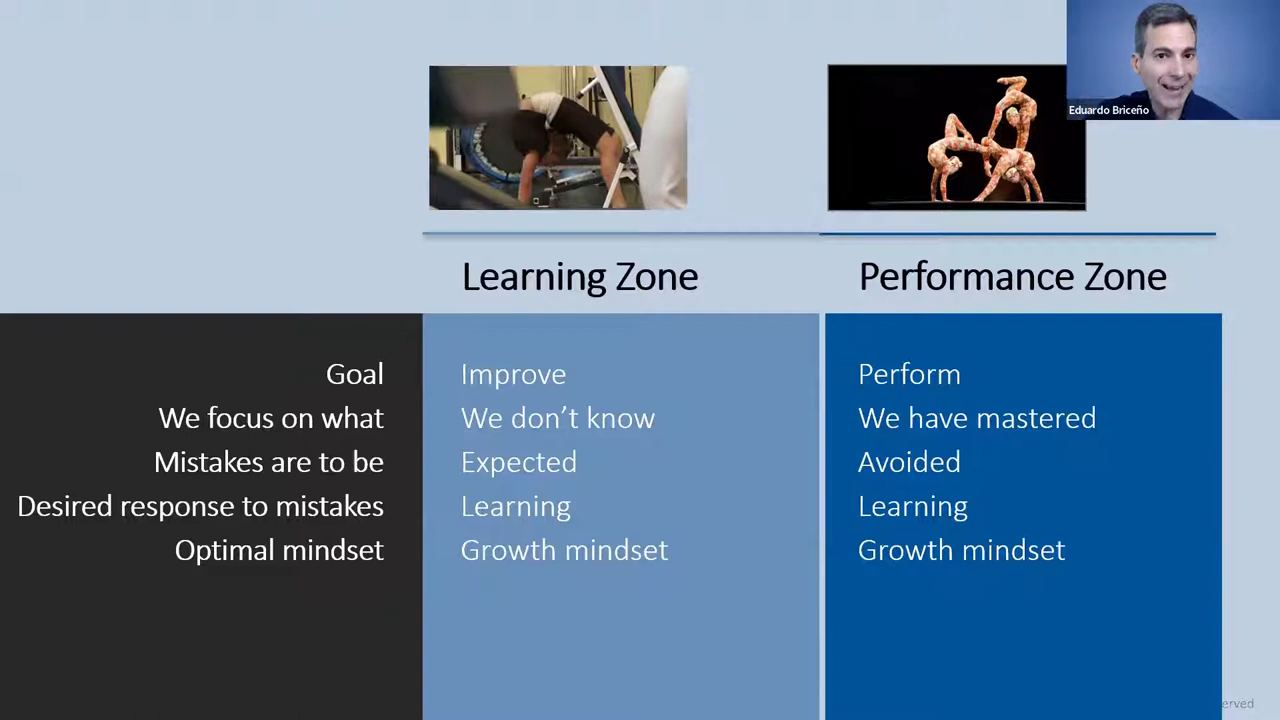 Eduardo Briceño
Learning Zone
Performance Zone
Goal
Improve
Perform
We focus on what
We don’t know
We have mastered
Mistakes are to be
Expected
Avoided
Desired response to mistakes
Learning
Learning
Optimal mindset
Growth mindset
Growth mindset